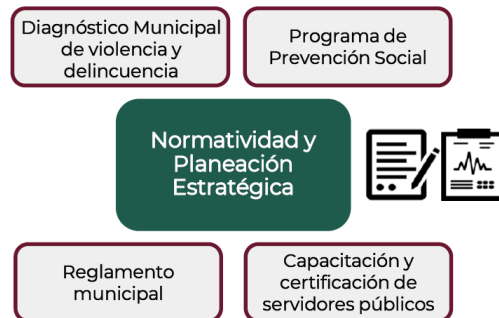 Diagnóstico Municipal
de violencia y
delincuencia
Programa de
Prevención Social
Normatividad y
Planeación
Estratégica
Reglamento
municipal
Capacitación y
certificación de
servidores públicos